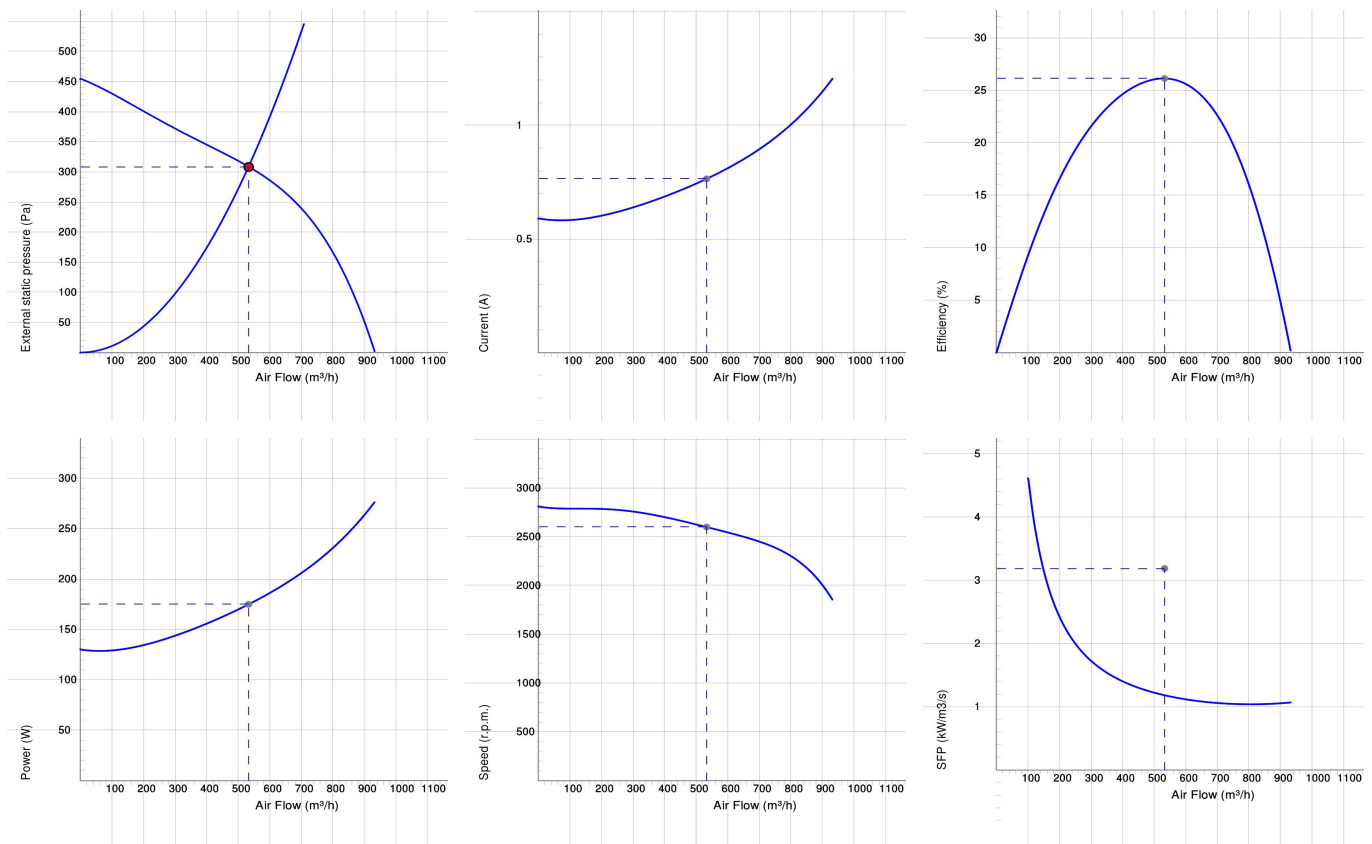 500
450
400
350
300
250
200
150
100
50
External static pressure (Pa)
100 200 300 400 500 600 700 800 900 1000 1100
Air Flow (m³/h)
1
0.5
Current (A)
100 200 300 400 500 600 700 800 900 1000 1100
Air Flow (m³/h)
30
25
20
15
10
5
Efficiency (%)
100 200 300 400 500 600 700 800 900 1000 1100
Air Flow (m³/h)
300
250
200
150
100
50
Power (W)
100 200 300 400 500 600 700 800 900 1000 1100
Air Flow (m³/h)
3000
2500
2000
1500
1000
500
Speed (r.p.m.)
100 200 300 400 500 600 700 800 900 1000 1100
Air Flow (m³/h)
5
4
3
2
1
SFP (kW/m3/s)
100 200 300 400 500 600 700 800 900 1000 1100
Air Flow (m³/h)